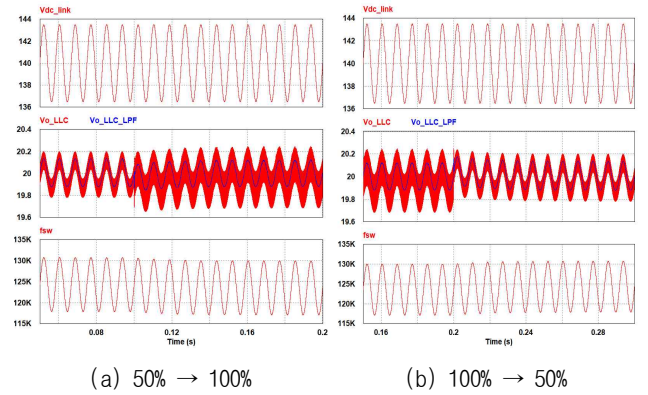 Vdc_link
144
142
140
138
136
Vo_LLC Vo_LLC_LPF
20.4
20.2
20
19.8
19.6
fsw
135K
130K
125K
120K
115K
0.08 0.12 0.16 0.2
Time (s)
(a) 50% → 100%
Vdc_link
144
142
140
138
136
Vo_LLC Vo_LLC_LPF
20.4
20.2
20
19.8
19.6
fsw
135K
130K
125K
120K
115K
0.16 0.2 0.24 0.28
Time (s)
(b) 100% → 50%